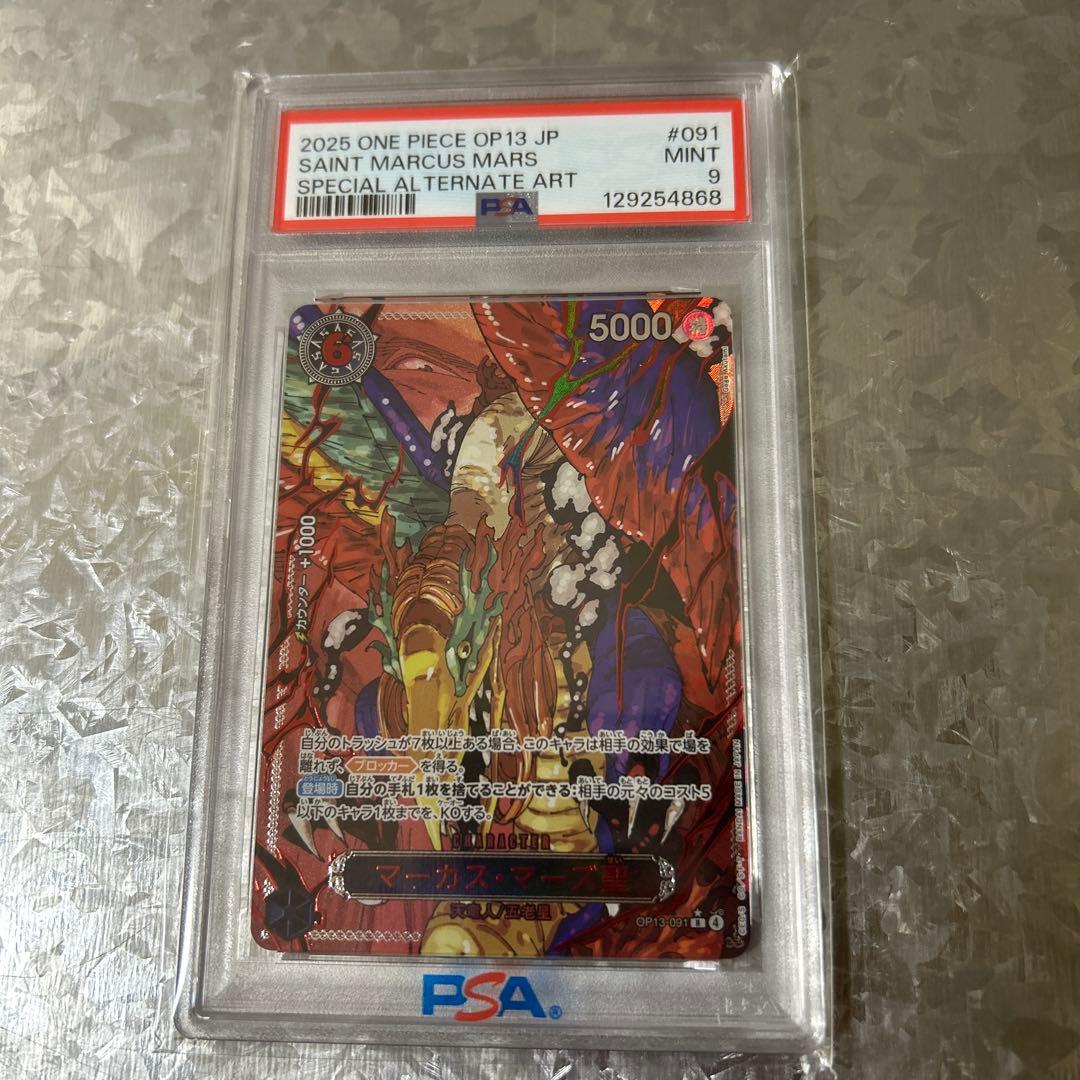 2025 ONE PIECE OP13 JP #091
SAINT MARCUS MARS MINT
SPECIAL ALTERNATE ART 9
PSA 129254868
6
5000 特
カウンター +1000
自分のトラッシュが7枚以上ある場合、このキャラは相手の効果で場を
離れず、ブロッカーを得る。
登場時 自分の手札1枚を捨てることができる：相手の元々のコスト5
以下のキャラ1枚までを、KOする。
CHARACTER
マーカス・マーズ聖
天竜人/五老星
OP13-091 R 4
BANDAI MADE IN JAPAN
PSA